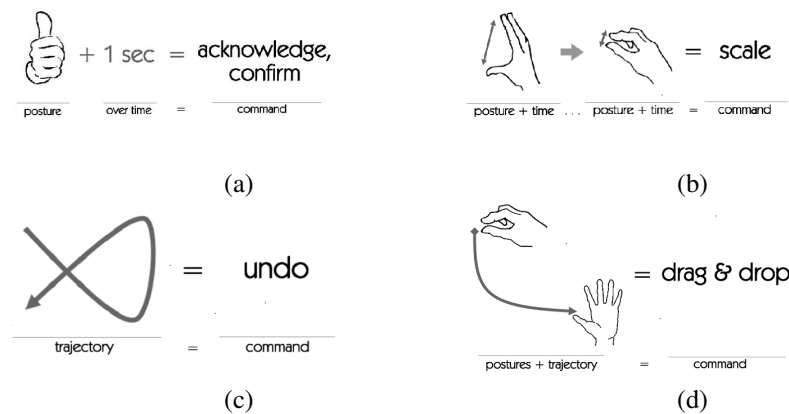 + 1 sec = acknowledge,
confirm
posture over time = command
(a)
= scale
posture + time ... posture + time = command
(b)
= undo
trajectory = command
(c)
= drag & drop
postures + trajectory = command
(d)